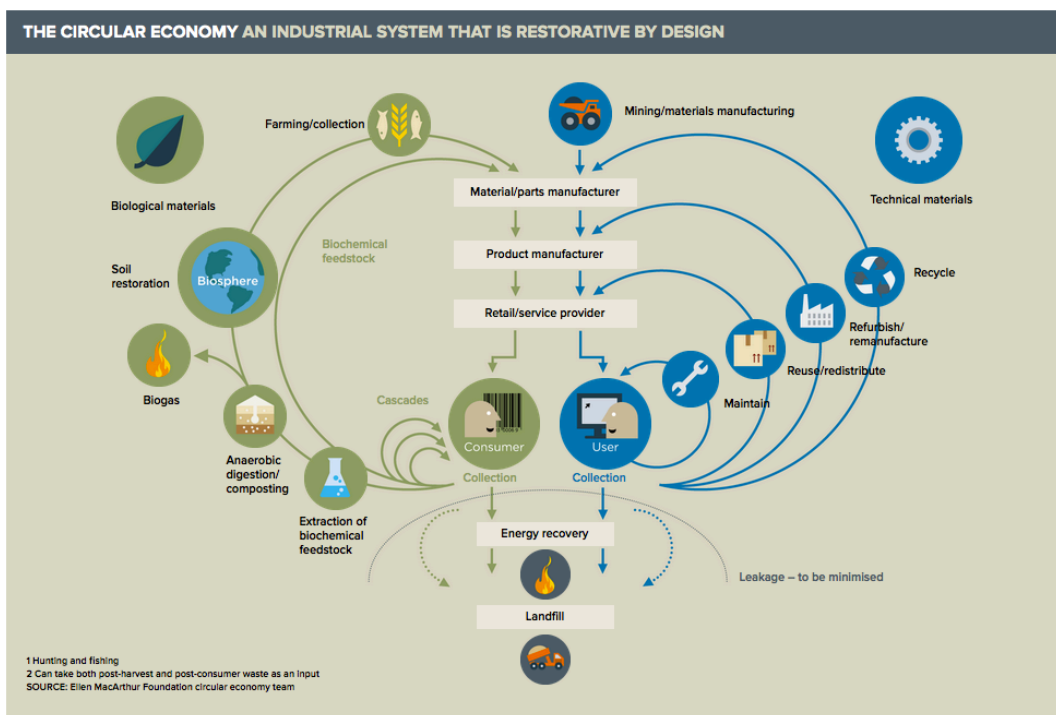 THE CIRCULAR ECONOMY AN INDUSTRIAL SYSTEM THAT IS RESTORATIVE BY DESIGN
Farming/collection
Mining/materials manufacturing
Biological materials
Technical materials
Material/parts manufacturer
Biochemical
feedstock
Product manufacturer
Soil
restoration
Biosphere
Recycle
Retail/service provider
Refurbish/
remanufacture
Biogas
Reuse/redistribute
Cascades
Maintain
Consumer
User
Anaerobic
digestion/
composting
Collection
Collection
Extraction of
biochemical
feedstock
Energy recovery
Leakage – to be minimised
Landfill
1 Hunting and fishing
2 Can take both post-harvest and post-consumer waste as an input
SOURCE: Ellen MacArthur Foundation circular economy team